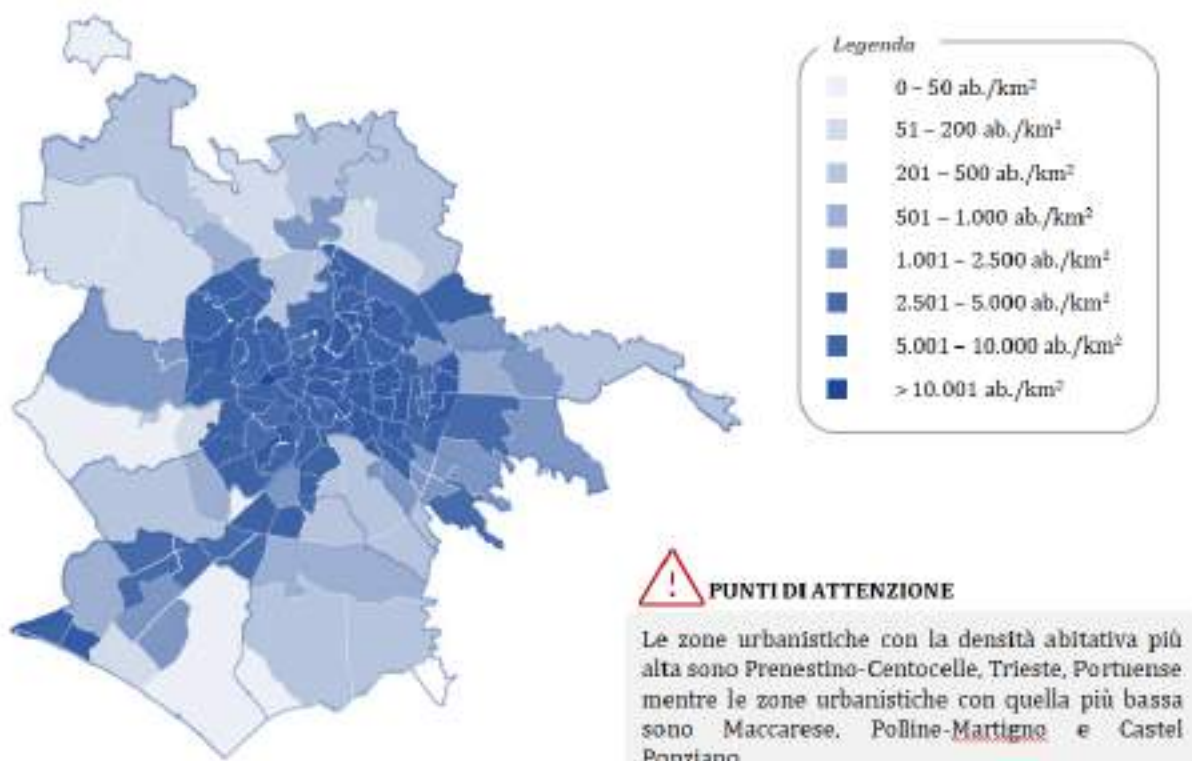 Legenda
0 – 50 ab./km²
51 – 200 ab./km²
201 – 500 ab./km²
501 – 1.000 ab./km²
1.001 – 2.500 ab./km²
2.501 – 5.000 ab./km²
5.001 – 10.000 ab./km²
> 10.001 ab./km²
!
PUNTI DI ATTENZIONE
Le zone urbanistiche con la densità abitativa più
alta sono Prenestino-Centocelle, Trieste, Portuense
mentre le zone urbanistiche con quella più bassa
sono Maccarese, Polline-Martigno e Castel
Ponziano